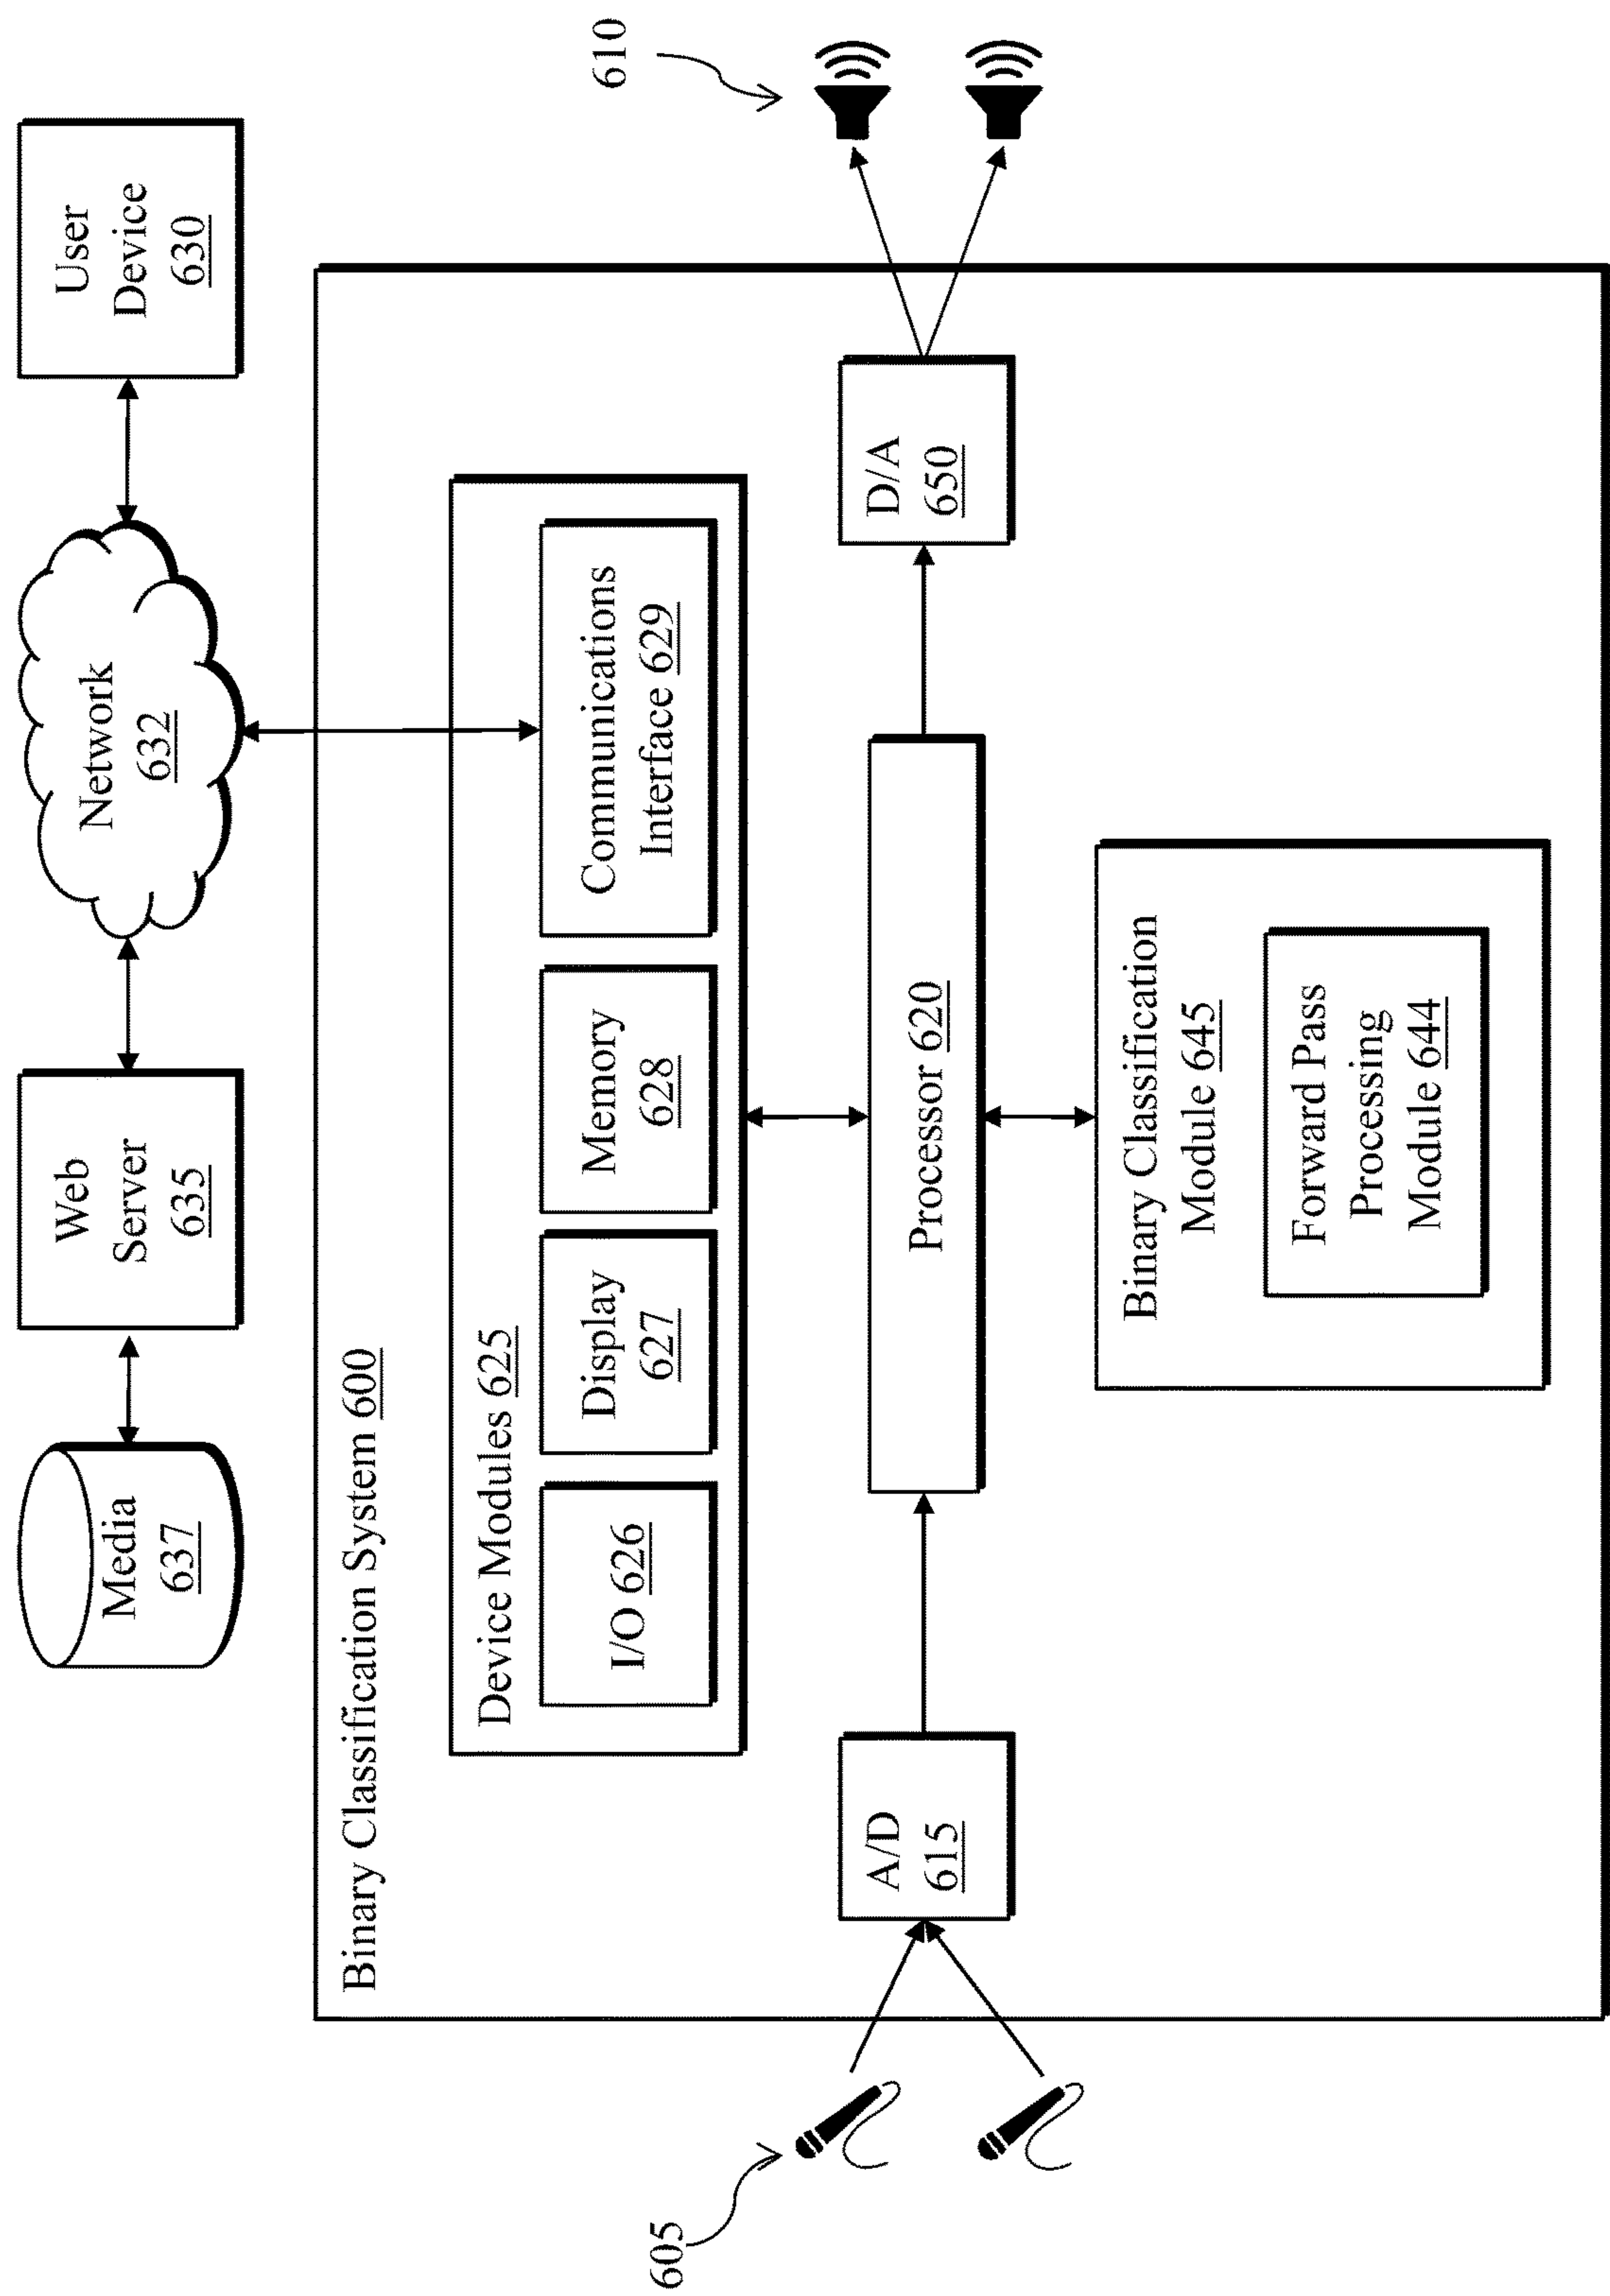 Media
637
Web
Server
635
Network
632
User
Device
630
Binary Classification System 600
Device Modules 625
I/O 626
Display
627
Memory
628
Communications
Interface 629
605
610
A/D
615
Processor 620
D/A
650
Binary Classification
Module 645
Forward Pass
Processing
Module 644